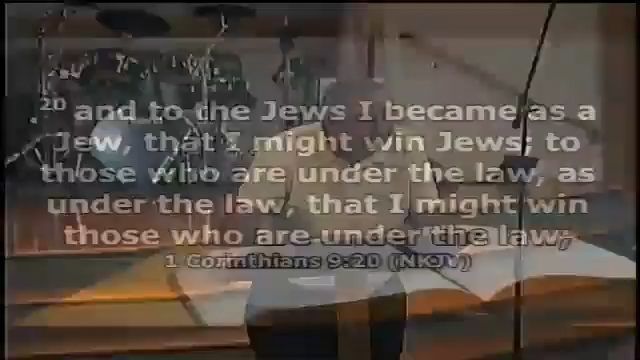 20 and to the Jews I became as a
Jew, that I might win Jews; to
those who are under the law, as
under the law, that I might win
those who are under the law;
1 Corinthians 9:20 (NKJV)